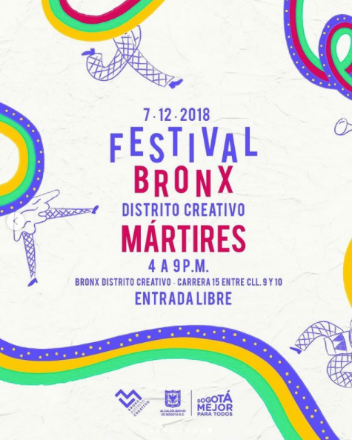 7·12·2018
FESTIVAL
BRONX
DISTRITO CREATIVO
MÁRTIRES
4 A 9 P.M.
BRONX DISTRITO CREATIVO · CARRERA 15 ENTRE CLL. 9 Y 10
ENTRADA LIBRE
BOGOTÁ
MEJOR
PARA TODOS